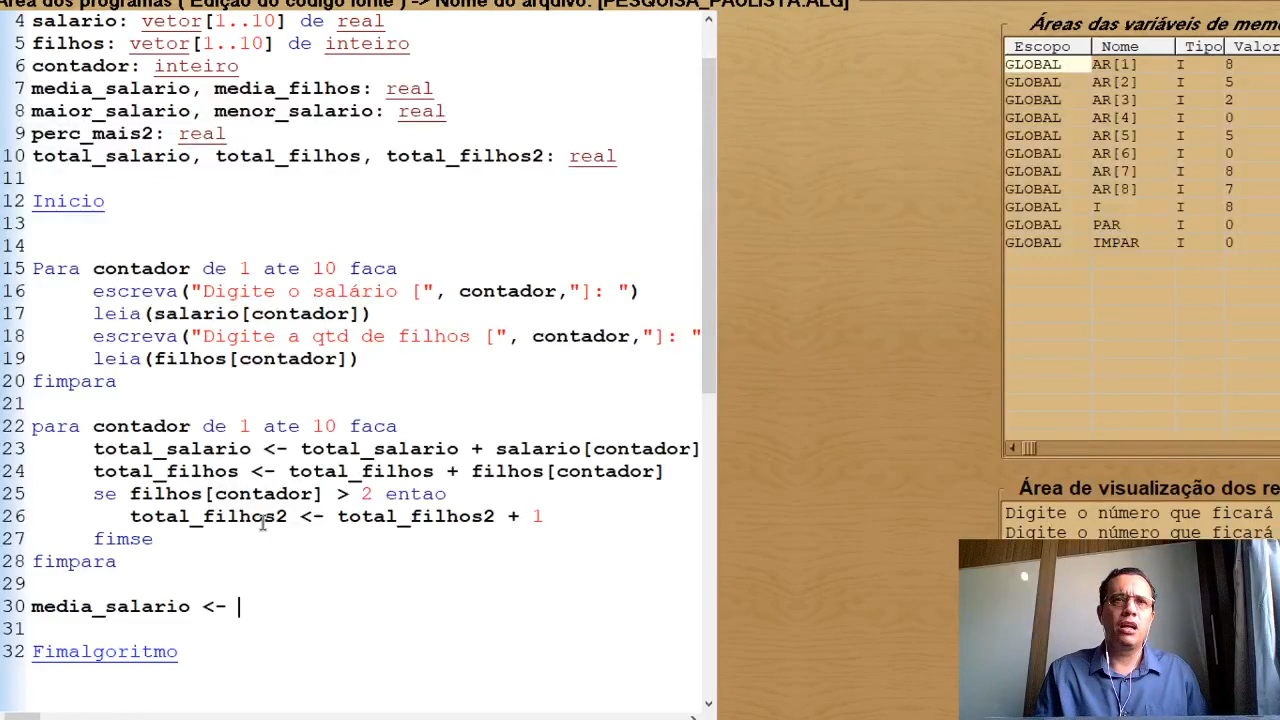 Área dos programas ( Edição do código fonte ) -> Nome do arquivo: [PESQUISA_PAULISTA.ALG]
4 salario: vetor[1..10] de real
5 filhos: vetor[1..10] de inteiro
6 contador: inteiro
7 media_salario, media_filhos: real
8 maior_salario, menor_salario: real
9 perc_mais2: real
10 total_salario, total_filhos, total_filhos2: real
11
12 Inicio
13
14
15 Para contador de 1 ate 10 faca
16 escreva("Digite o salário [", contador,"]: ")
17 leia(salario[contador])
18 escreva("Digite a qtd de filhos [", contador,"]: "
19 leia(filhos[contador])
20 fimpara
21
22 para contador de 1 ate 10 faca
23 total_salario <- total_salario + salario[contador]
24 total_filhos <- total_filhos + filhos[contador]
25 se filhos[contador] > 2 entao
26 total_filhos2 <- total_filhos2 + 1
27 fimse
28 fimpara
29
30 media_salario <-
31
32 Fimalgoritmo
Áreas das variáveis de memó
Escopo Nome Tipo Valor
GLOBAL AR[1] I 8
GLOBAL AR[2] I 5
GLOBAL AR[3] I 2
GLOBAL AR[4] I 0
GLOBAL AR[5] I 5
GLOBAL AR[6] I 0
GLOBAL AR[7] I 8
GLOBAL AR[8] I 7
GLOBAL I I 8
GLOBAL PAR I 0
GLOBAL IMPAR I 0
Área de visualização dos re
Digite o número que ficará
Digite o número que ficará